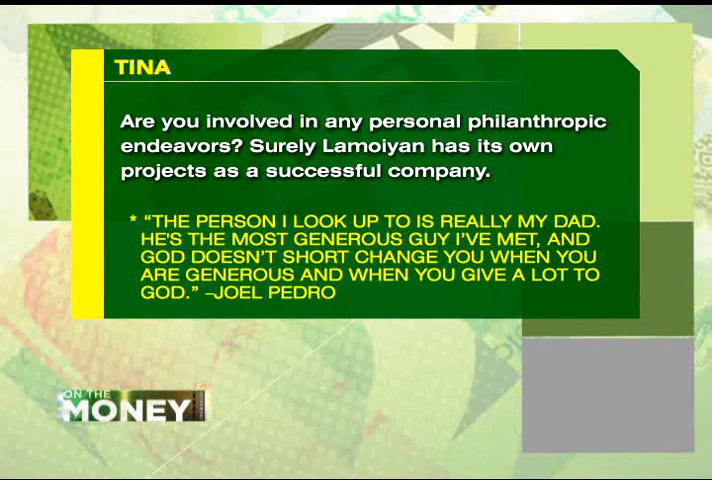 TINA
Are you involved in any personal philanthropic
endeavors? Surely Lamoiyan has its own
projects as a successful company.
* “THE PERSON I LOOK UP TO IS REALLY MY DAD.
HE'S THE MOST GENEROUS GUY I'VE MET, AND
GOD DOESN'T SHORT CHANGE YOU WHEN YOU
ARE GENEROUS AND WHEN YOU GIVE A LOT TO
GOD.” –JOEL PEDRO
ON THE
MONEY